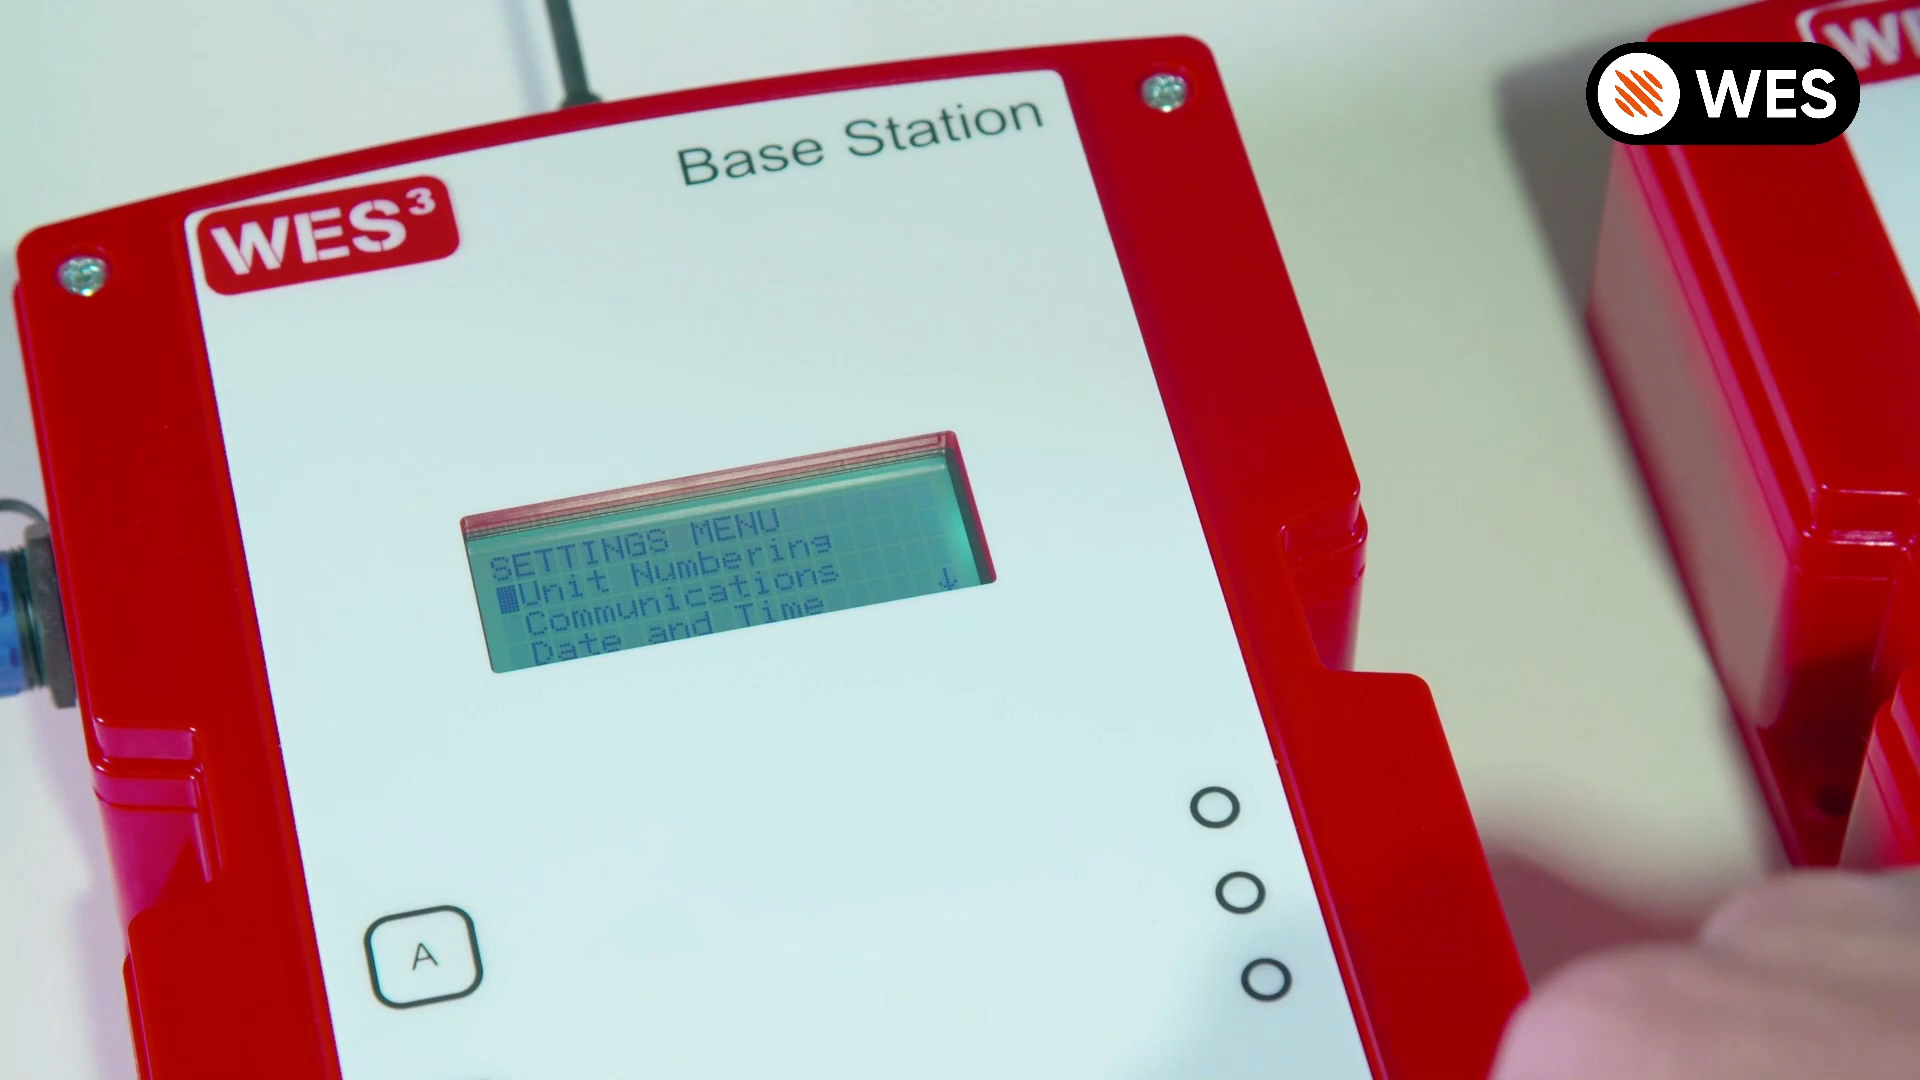 WES
Base Station
WES³
SETTINGS MENU
Unit Numbering
Communications
Date and Time
A